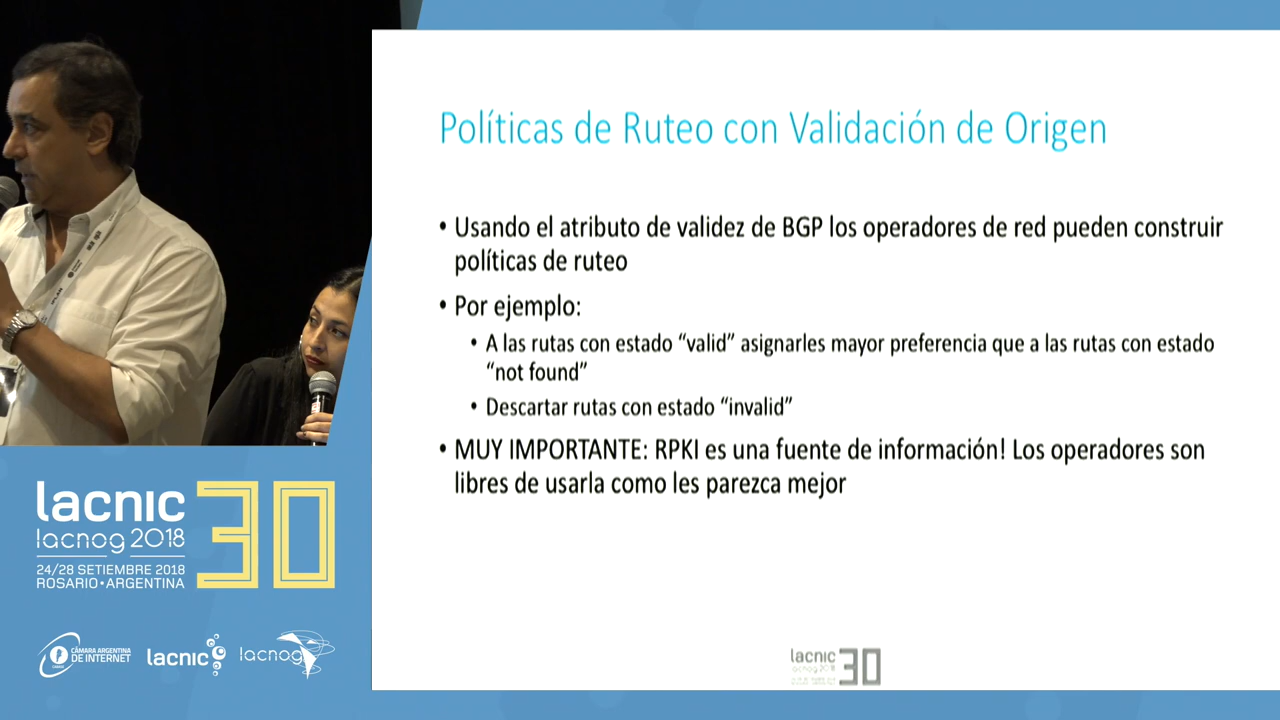 Políticas de Ruteo con Validación de Origen
• Usando el atributo de validez de BGP los operadores de red pueden construir
políticas de ruteo
• Por ejemplo:
• A las rutas con estado “valid” asignarles mayor preferencia que a las rutas con estado
“not found”
• Descartar rutas con estado “invalid”
• MUY IMPORTANTE: RPKI es una fuente de información! Los operadores son
libres de usarla como les parezca mejor
lacnic 30
lacnog 2018
lacnic 30
lacnog 2018
24/28 SETIEMBRE 2018
ROSARIO•ARGENTINA
CÁMARA ARGENTINA
DE INTERNET
lacnic
lacnog